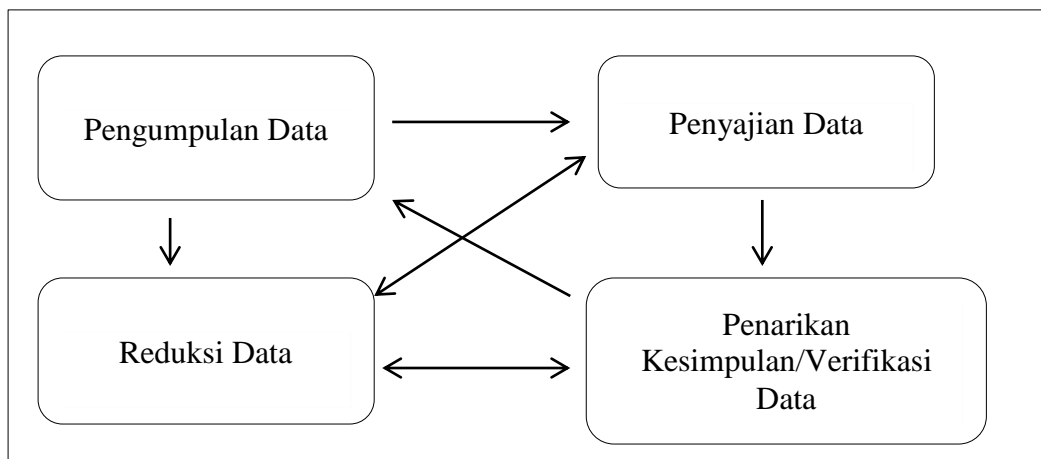 Pengumpulan Data
Penyajian Data
Reduksi Data
Penarikan
Kesimpulan/Verifikasi
Data